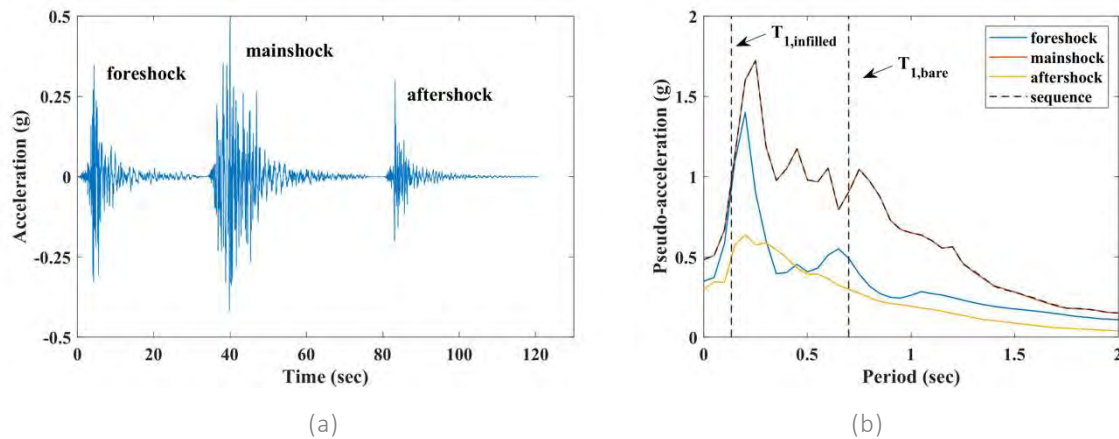 0.5
0.25
0
-0.25
-0.5
Acceleration (g)
foreshock
mainshock
aftershock
0 20 40 60 80 100 120
Time (sec)
(a)
2
1.5
1
0.5
0
Pseudo-acceleration (g)
T1,infilled
T1,bare
foreshock
mainshock
aftershock
sequence
0 0.5 1 1.5 2
Period (sec)
(b)